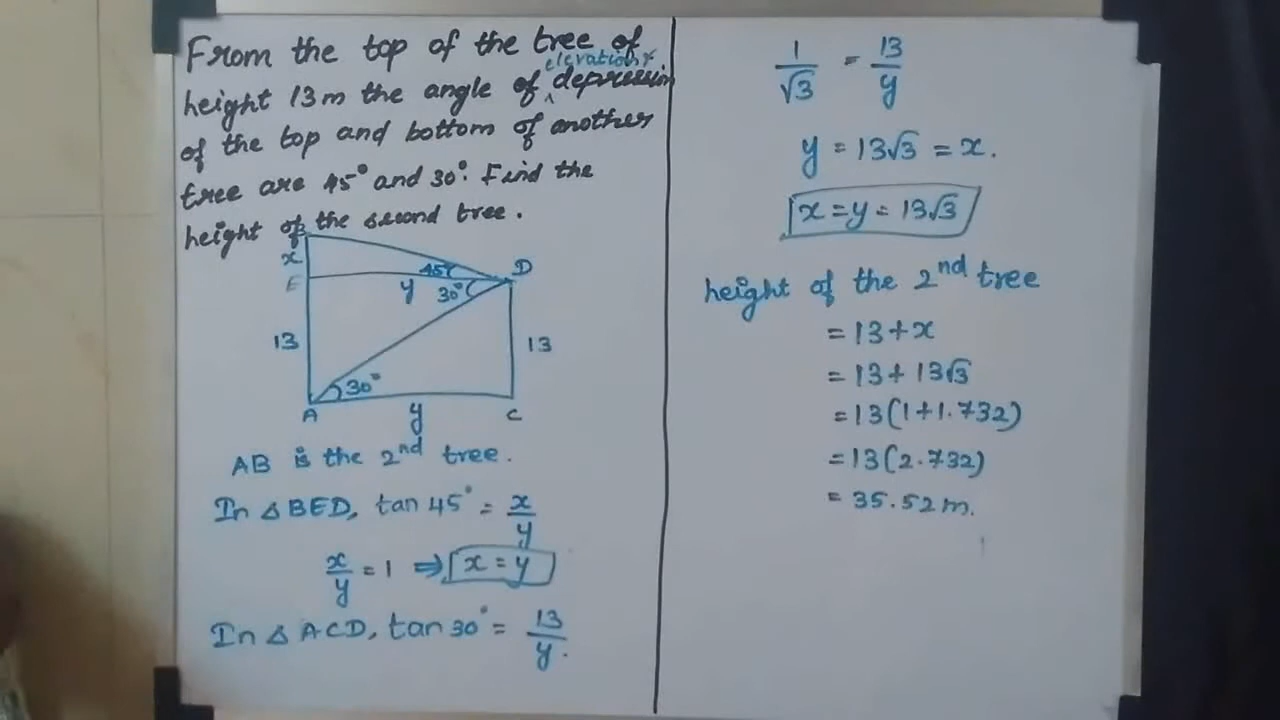 From the top of the tree of
elevation &
height 13m the angle of ^ depression
of the top and bottom of another
tree are 45° and 30°. Find the
height of the second tree.
B
x
E
45°
D
y
30°
13
13
30°
A
y
C
AB is the 2nd tree.
In △ BED, tan 45° = x/y
x/y = 1 ⇒ x = y
In △ ACD, tan 30° = 13/y.
1/√3 = 13/y
y = 13√3 = x.
x = y = 13√3
height of the 2nd tree
= 13 + x
= 13 + 13√3
= 13(1+1.732)
= 13(2.732)
= 35.52 m.